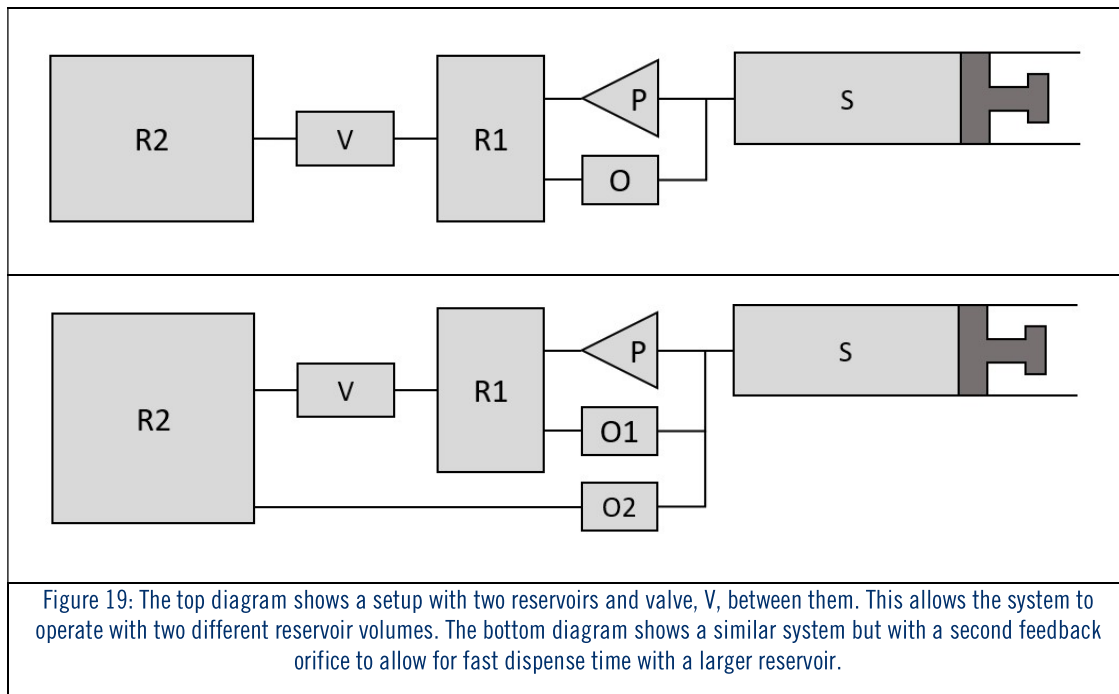 R2
V
R1
P
O
S
R2
V
R1
P
O1
O2
S
Figure 19: The top diagram shows a setup with two reservoirs and valve, V, between them. This allows the system to
operate with two different reservoir volumes. The bottom diagram shows a similar system but with a second feedback
orifice to allow for fast dispense time with a larger reservoir.